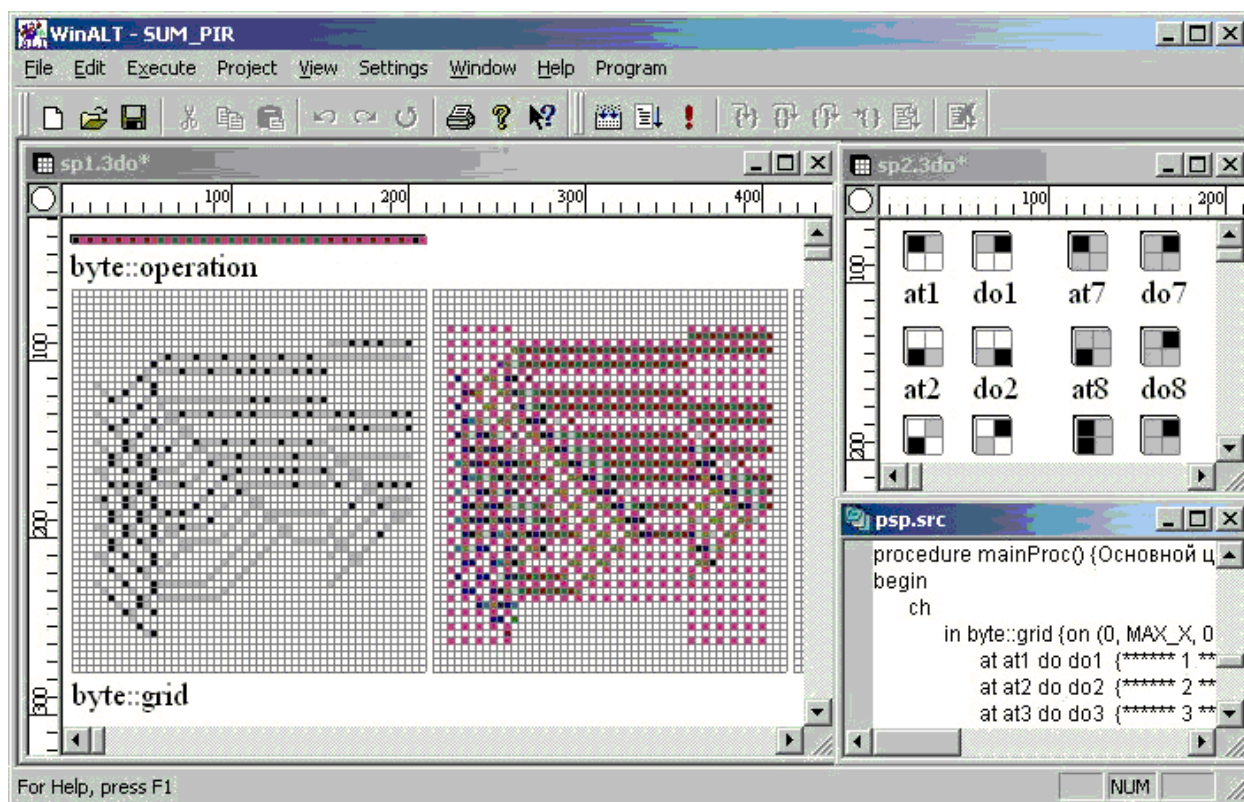 WinALT - SUM_PIR
File Edit Execute Project View Settings Window Help Program
sp1.3do*
100 200 300 400
byte::operation
100
200
300
byte::grid
sp2.3do*
100 200
100
200
at1 do1 at7 do7
at2 do2 at8 do8
psp.src
procedure mainProc() {Основной ц
begin
ch
in byte::grid {on (0, MAX_X, 0
at at1 do do1 {****** 1 **
at at2 do do2 {****** 2 **
at at3 do do3 {****** 3 **
For Help, press F1
NUM